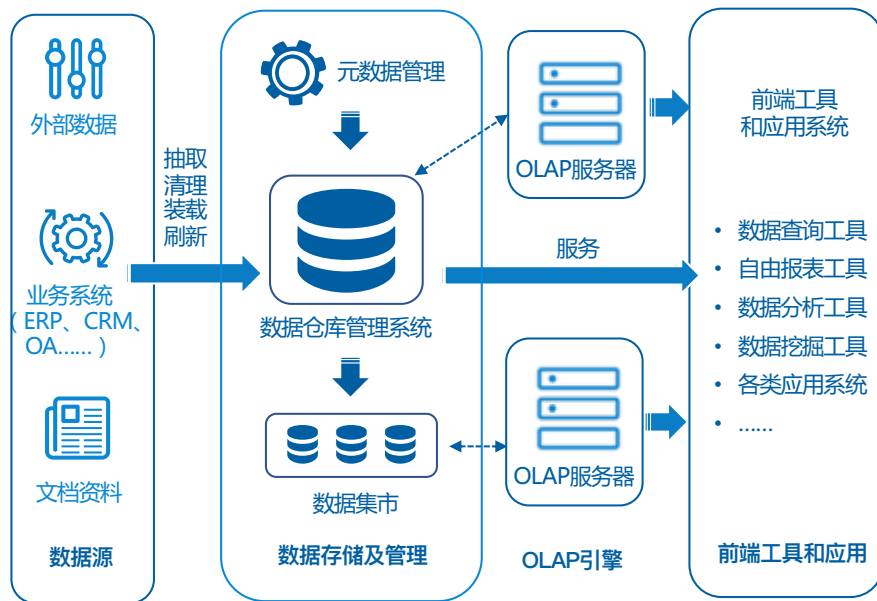 外部数据
业务系统
（ERP、CRM、
OA……）
文档资料
数据源
抽取
清理
装载
刷新
元数据管理
数据仓库管理系统
数据集市
数据存储及管理
OLAP服务器
服务
OLAP服务器
OLAP引擎
前端工具
和应用系统
• 数据查询工具
• 自由报表工具
• 数据分析工具
• 数据挖掘工具
• 各类应用系统
• ……
前端工具和应用